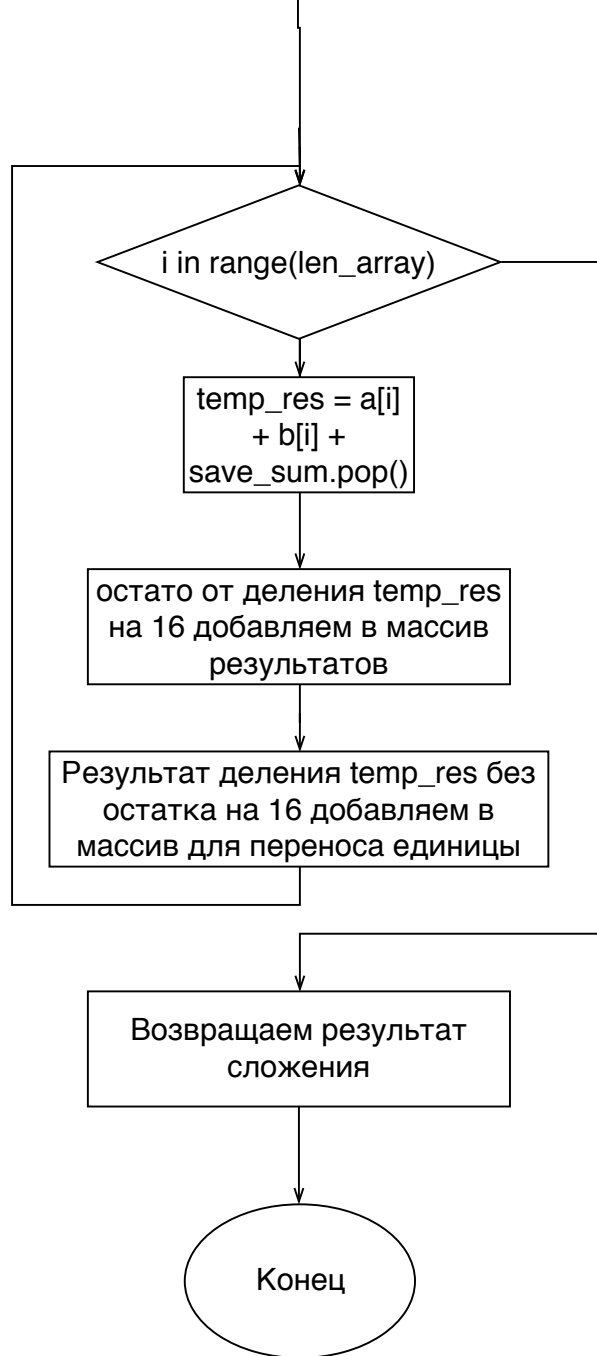 i in range(len_array)
temp_res = a[i]
+ b[i] +
save_sum.pop()
остато от деления temp_res
на 16 добавляем в массив
результатов
Результат деления temp_res без
остатка на 16 добавляем в
массив для переноса единицы
Возвращаем результат
сложения
Конец